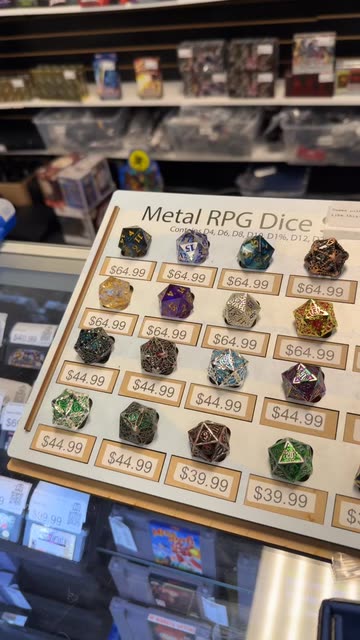 Metal RPG Dice
Contains D4, D6, D8, D10, D1%, D12,
$64.99 $64.99 $64.99 $64.99
$64.99 $64.99 $64.99 $64.99
$44.99 $44.99 $44.99 $44.99
$44.99 $44.99 $39.99 $39.99